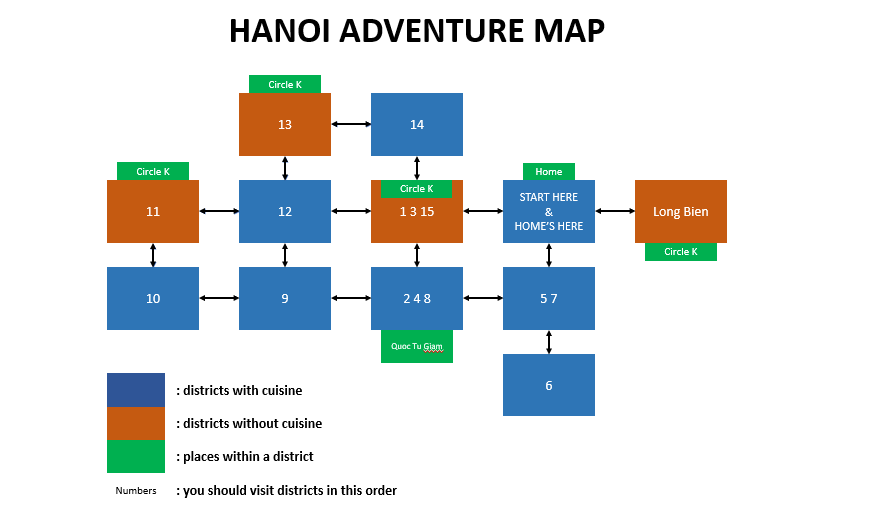 HANOI ADVENTURE MAP
Circle K
13
14
Circle K
Circle K
Home
11
12
1 3 15
START HERE
&
HOME'S HERE
Long Bien
Circle K
10
9
2 4 8
5 7
Quoc Tu Giam
6
: districts with cuisine
: districts without cuisine
: places within a district
Numbers : you should visit districts in this order